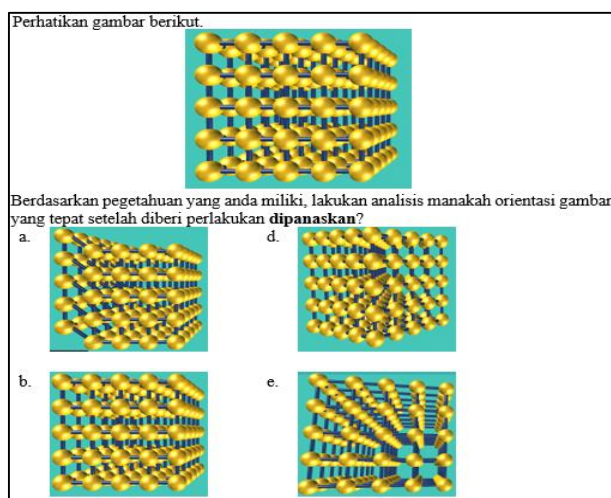 Perhatikan gambar berikut.
Berdasarkan pegetahuan yang anda miliki, lakukan analisis manakah orientasi gambar
yang tepat setelah diberi perlakukan dipanaskan?
a.
d.
b.
e.